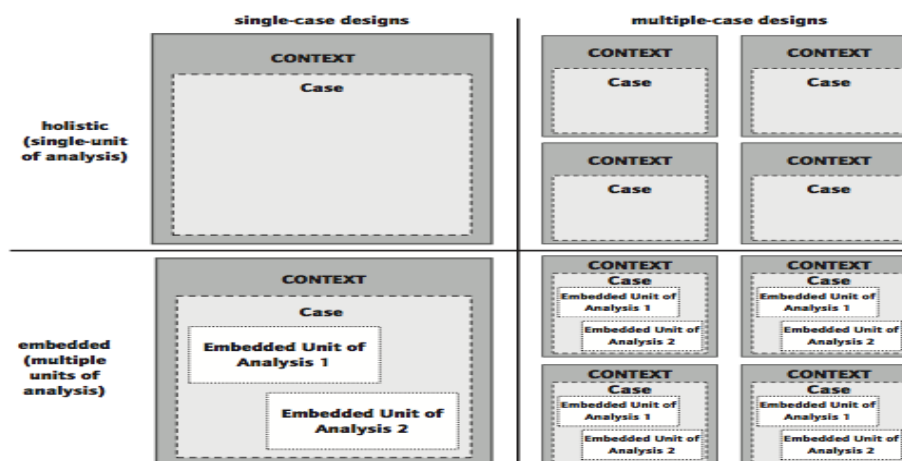 single-case designs
multiple-case designs
holistic
(single-unit
of analysis)
CONTEXT
Case
CONTEXT
Case
CONTEXT
Case
CONTEXT
Case
CONTEXT
Case
embedded
(multiple
units of
analysis)
CONTEXT
Case
Embedded Unit of
Analysis 1
Embedded Unit of
Analysis 2
CONTEXT
Case
Embedded Unit of
Analysis 1
Embedded Unit of
Analysis 2
CONTEXT
Case
Embedded Unit of
Analysis 1
Embedded Unit of
Analysis 2
CONTEXT
Case
Embedded Unit of
Analysis 1
Embedded Unit of
Analysis 2
CONTEXT
Case
Embedded Unit of
Analysis 1
Embedded Unit of
Analysis 2